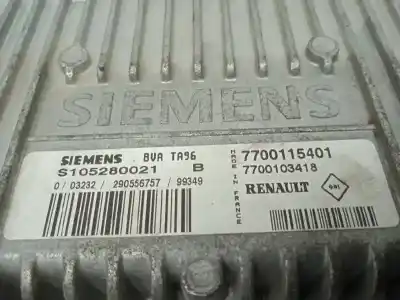 SIEMENS
SIEMENS BVA TA96
S105280021 B
0/03232/290556757/99349
MADE IN FRANCE
7700115401
7700103418
RENAULT